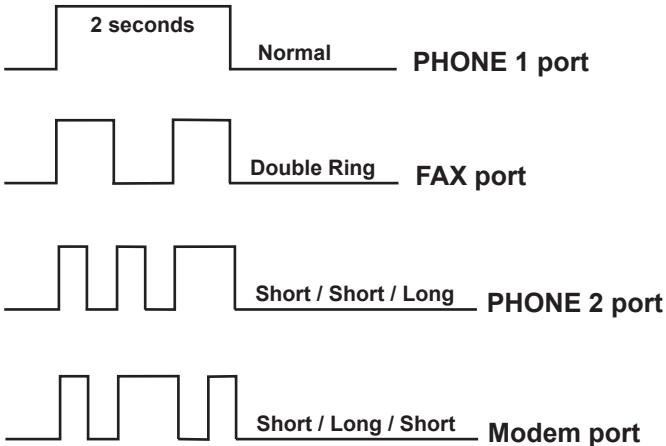 2 seconds
Normal
PHONE 1 port
Double Ring
FAX port
Short / Short / Long
PHONE 2 port
Short / Long / Short
Modem port